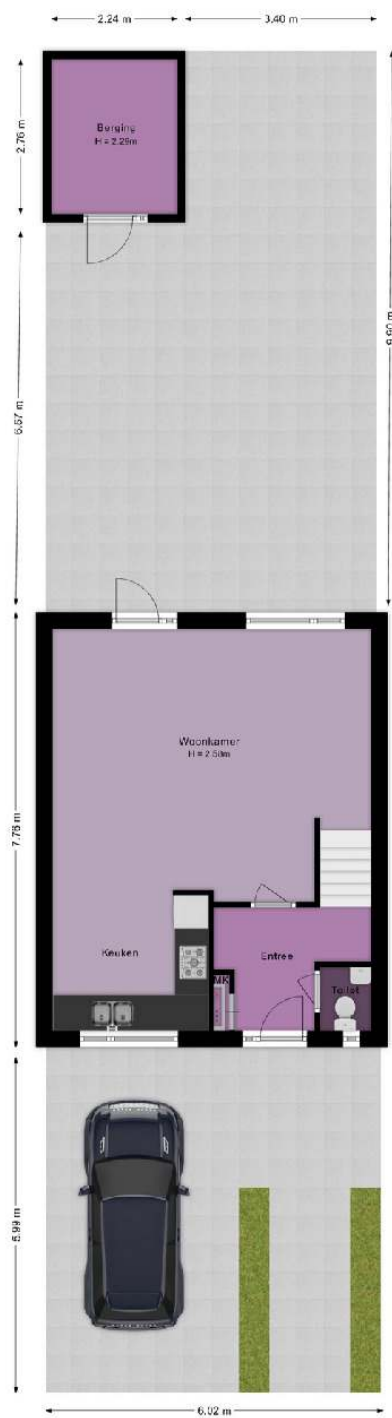 2.24 m
3.40 m
2.76 m
Berging
H = 2.29m
9.60 m
6.67 m
Woonkamer
H = 2.58m
7.78 m
Keuken
Entree
MK
Toilet
5.99 m
6.02 m